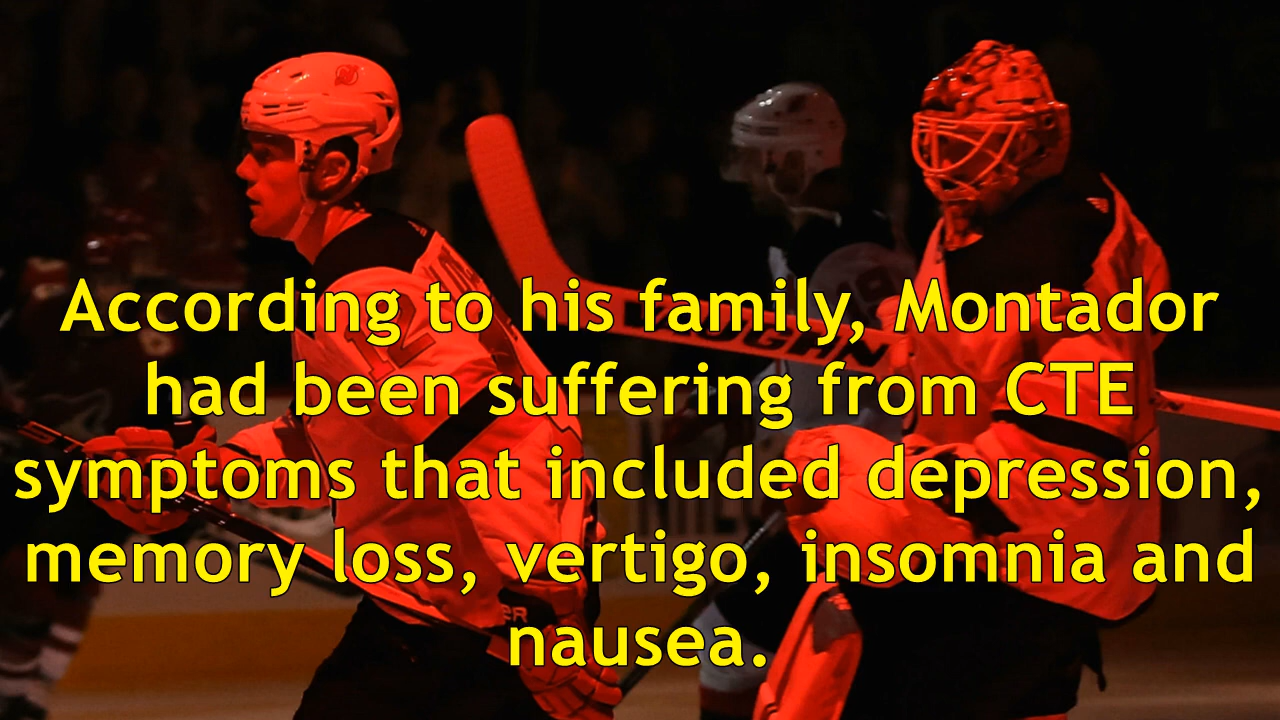 According to his family, Montador
had been suffering from CTE
symptoms that included depression,
memory loss, vertigo, insomnia and
nausea.
12